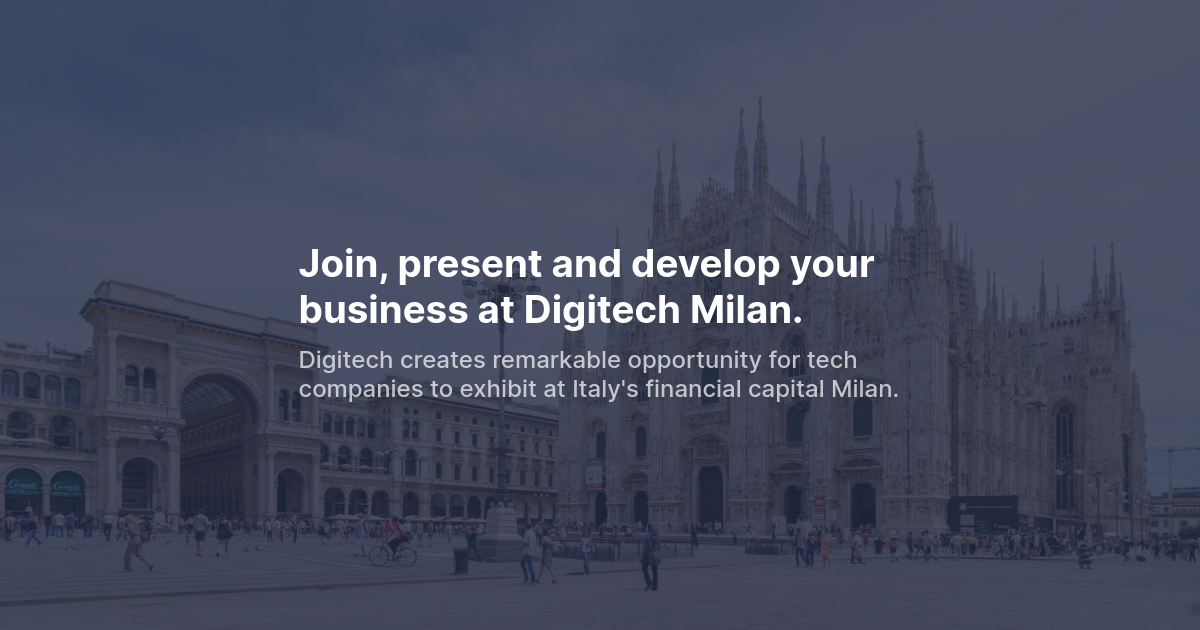 Join, present and develop your
business at Digitech Milan.
Digitech creates remarkable opportunity for tech
companies to exhibit at Italy's financial capital Milan.